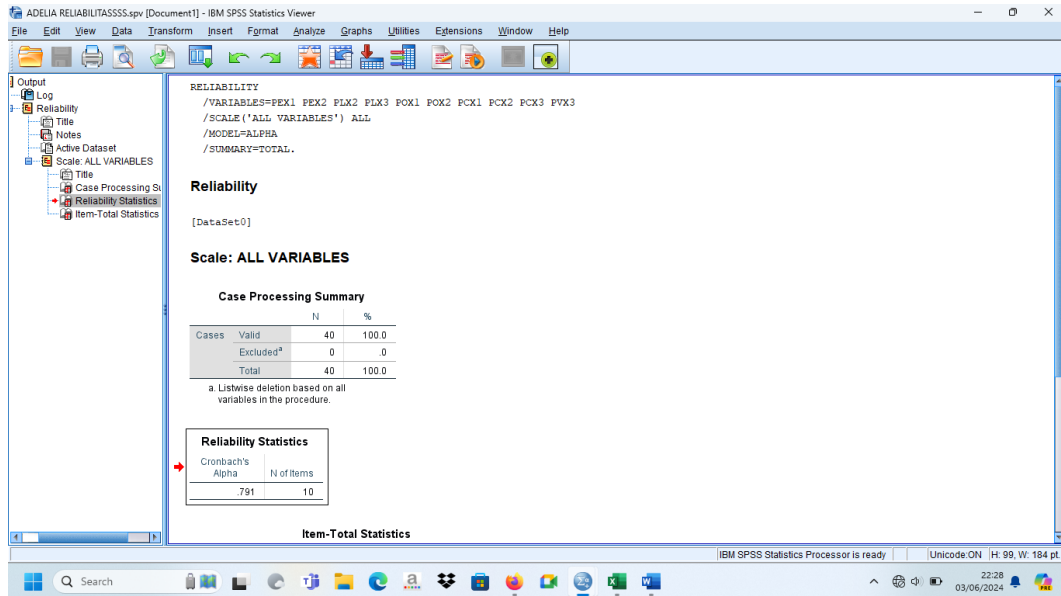 ADELIA RELIABILITASSSS.spv [Document1] - IBM SPSS Statistics Viewer
File Edit View Data Transform Insert Format Analyze Graphs Utilities Extensions Window Help
Output
Log
Reliability
Title
Notes
Active Dataset
Scale: ALL VARIABLES
Title
Case Processing Su
Reliability Statistics
Item-Total Statistics
RELIABILITY
/VARIABLES=PEX1 PEX2 PLX2 PLX3 POX1 POX2 PCX1 PCX2 PCX3 PVX3
/SCALE('ALL VARIABLES') ALL
/MODEL=ALPHA
/SUMMARY=TOTAL.
Reliability
[DataSet0]
Scale: ALL VARIABLES
Case Processing Summary
N %
Cases Valid 40 100.0
Excludedᵃ 0 .0
Total 40 100.0
a. Listwise deletion based on all
variables in the procedure.
Reliability Statistics
Cronbach's
Alpha N of Items
.791 10
Item-Total Statistics
IBM SPSS Statistics Processor is ready Unicode:ON H: 99, W: 184 pt.
Search
22:28
03/06/2024